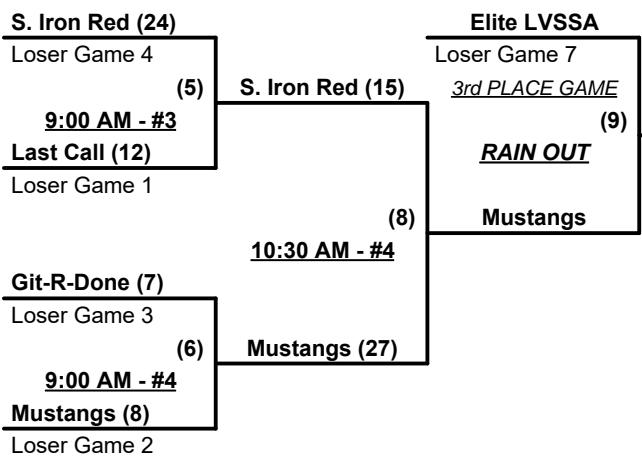 S. Iron Red (24)
Loser Game 4
(5)
9:00 AM - #3
Last Call (12)
Loser Game 1
S. Iron Red (15)
(8)
10:30 AM - #4
Git-R-Done (7)
Loser Game 3
(6)
9:00 AM - #4
Mustangs (8)
Loser Game 2
Mustangs (27)
Elite LVSSA
Loser Game 7
3rd PLACE GAME
(9)
RAIN OUT
Mustangs